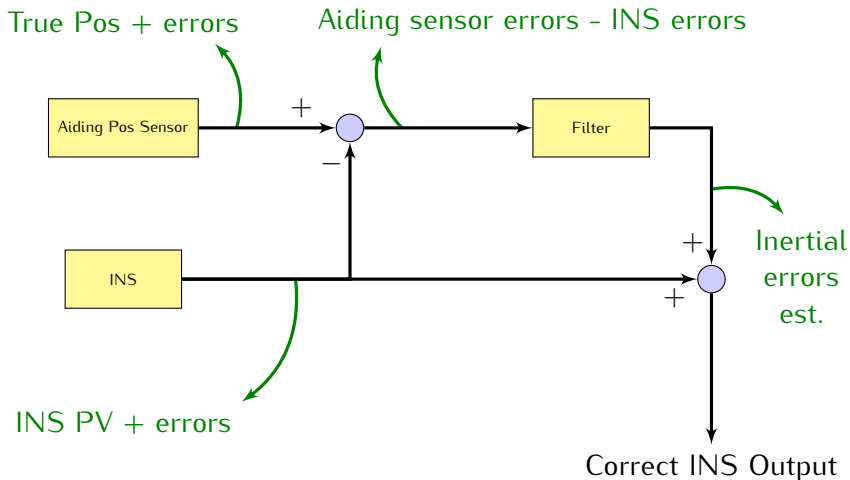 True Pos + errors
Aiding sensor errors - INS errors
+
Aiding Pos Sensor
Filter
−
+
Inertial
errors
est.
INS
+
INS PV + errors
Correct INS Output